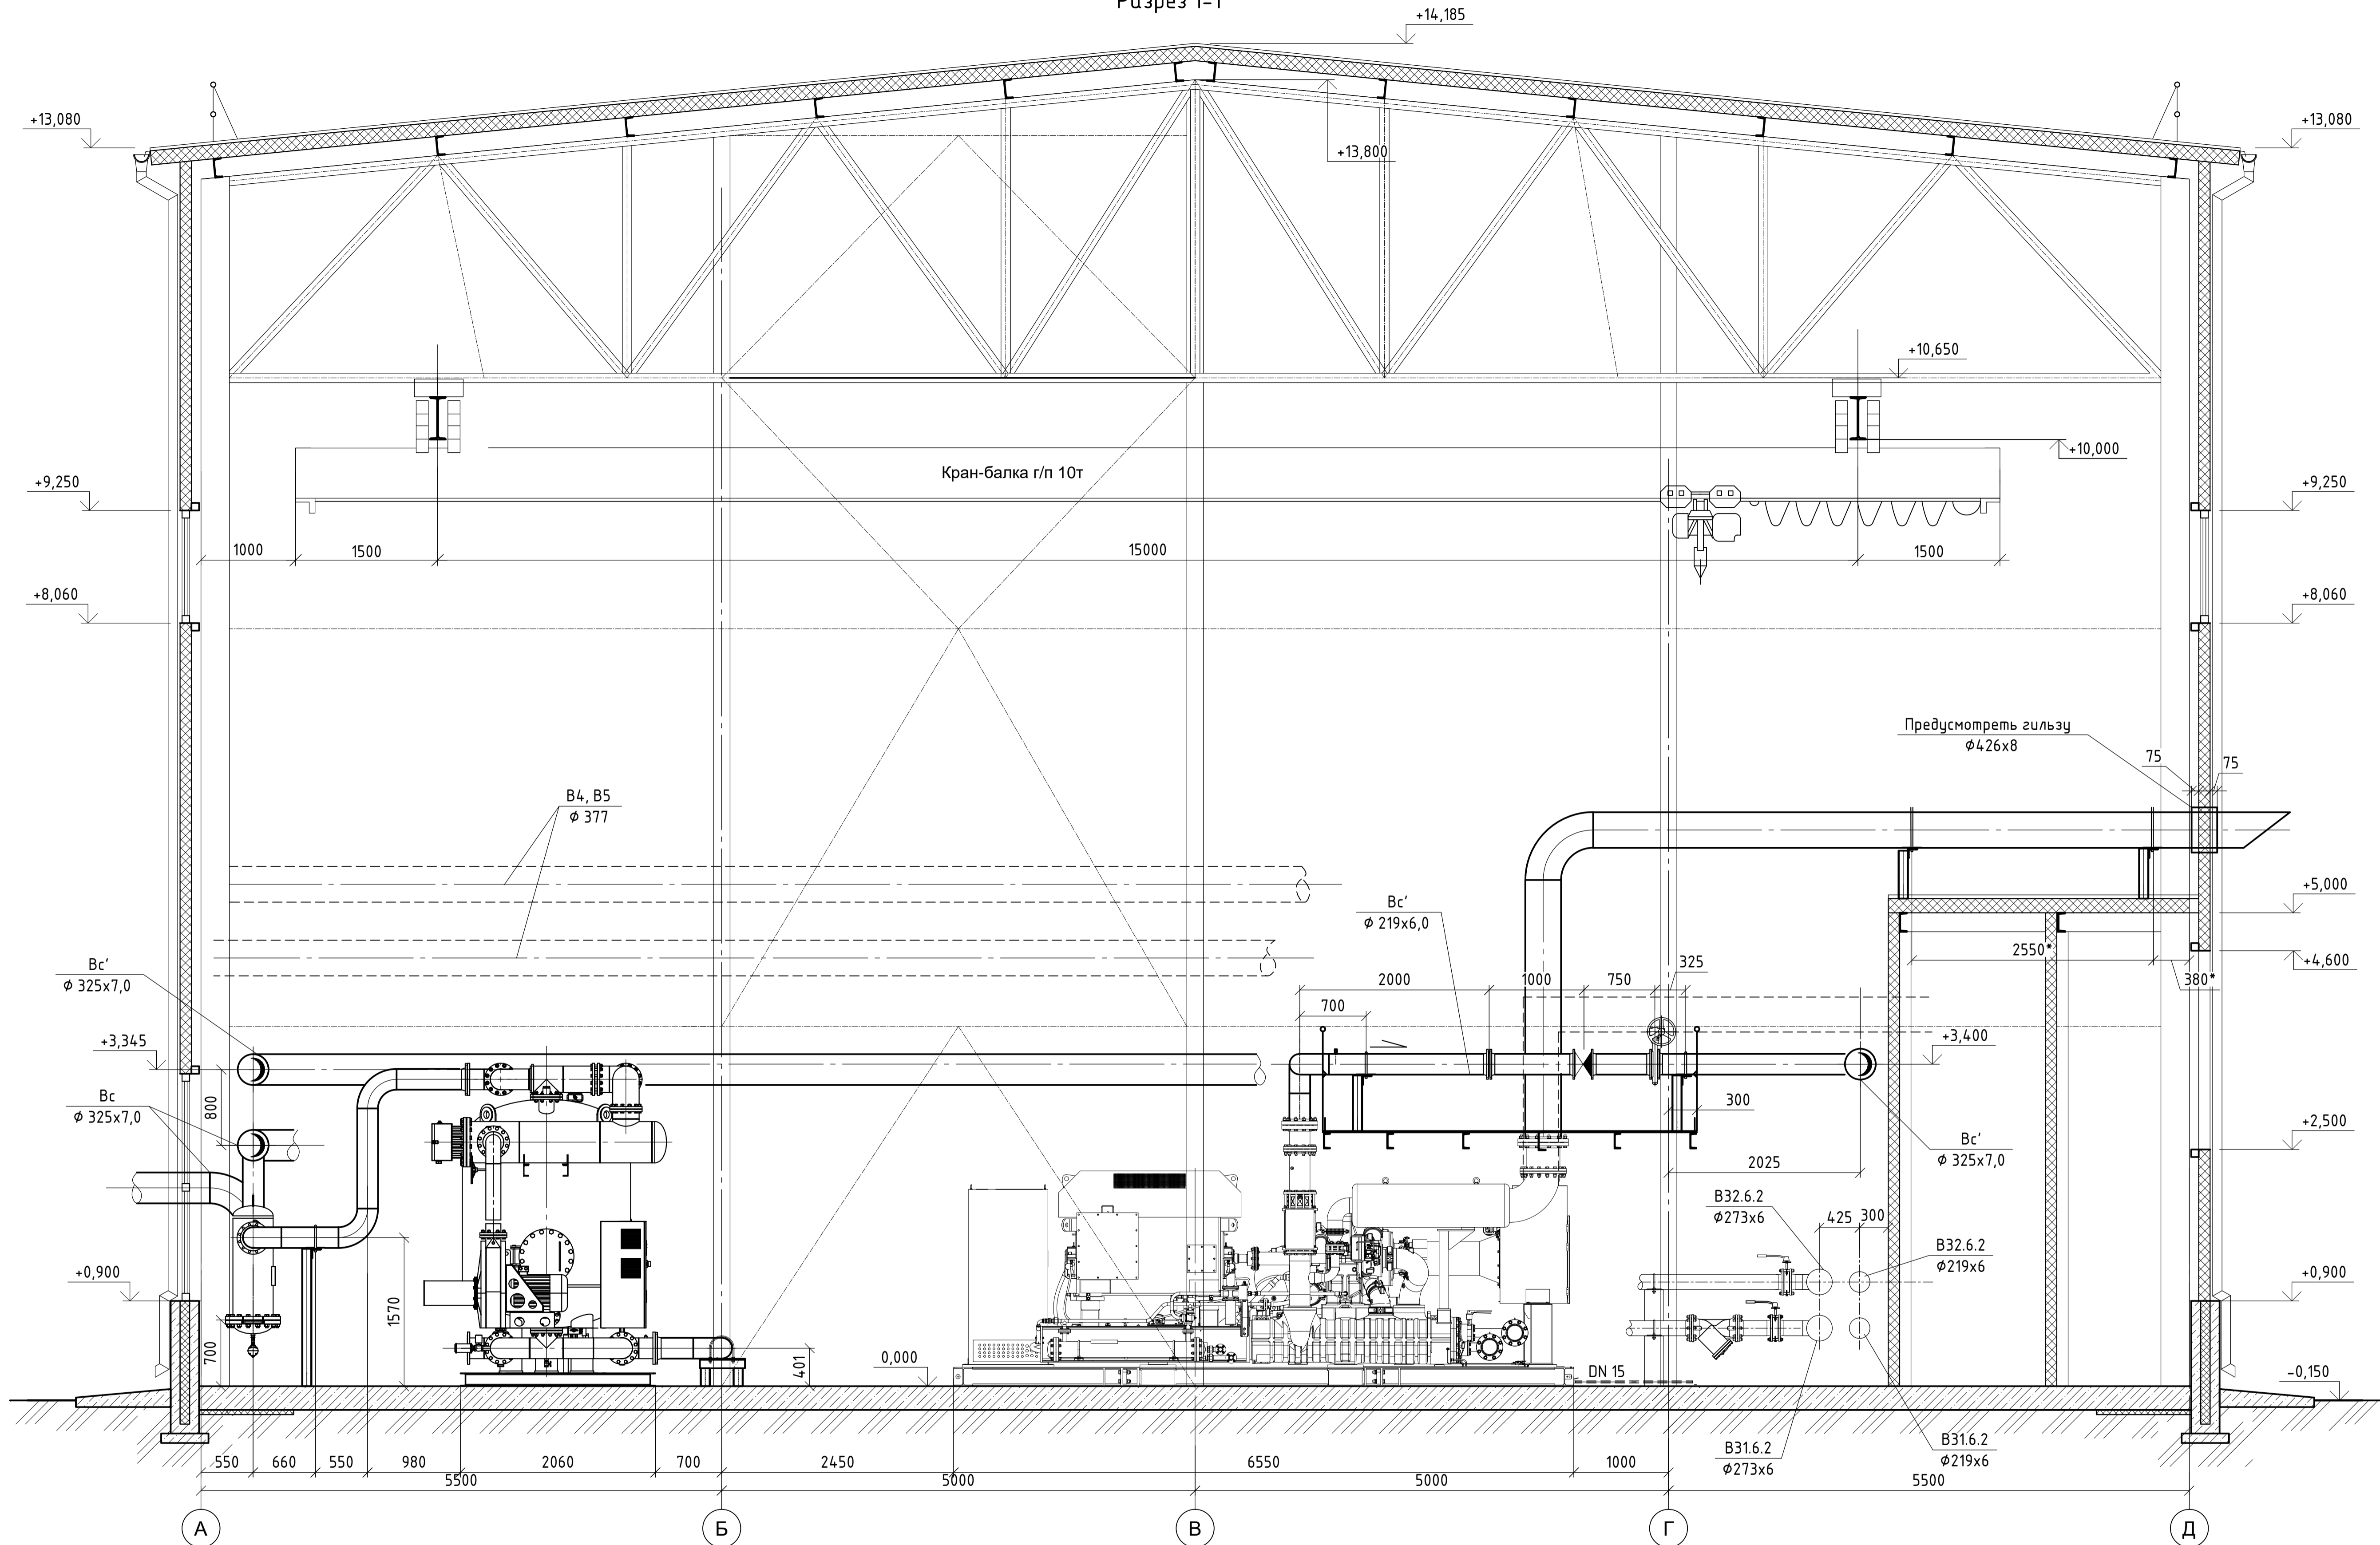 Разрез 1-1
+14,185
+13,080
+13,080
+13,800
+10,650
+10,000
Кран-балка г/п 10т
+9,250
+9,250
1000
1500
15000
1500
+8,060
+8,060
Предусмотреть гильзу
Ф426х8
75
75
В4, В5
ф 377
Вс'
ф 219х6,0
+5,000
2550*
380*
+4,600
Вс'
ф 325х7,0
2000
1000
750
325
700
+3,345
+3,400
Вс
ф 325х7,0
800
300
+2,500
Вс'
ф 325х7,0
2025
В32.6.2
Ф273х6
425
300
В32.6.2
Ф219х6
+0,900
+0,900
1570
700
401
0,000
DN 15
-0,150
В31.6.2
Ф273х6
В31.6.2
Ф219х6
550
660
550
980
2060
700
2450
6550
1000
5500
5000
5000
5500
А
Б
В
Г
Д